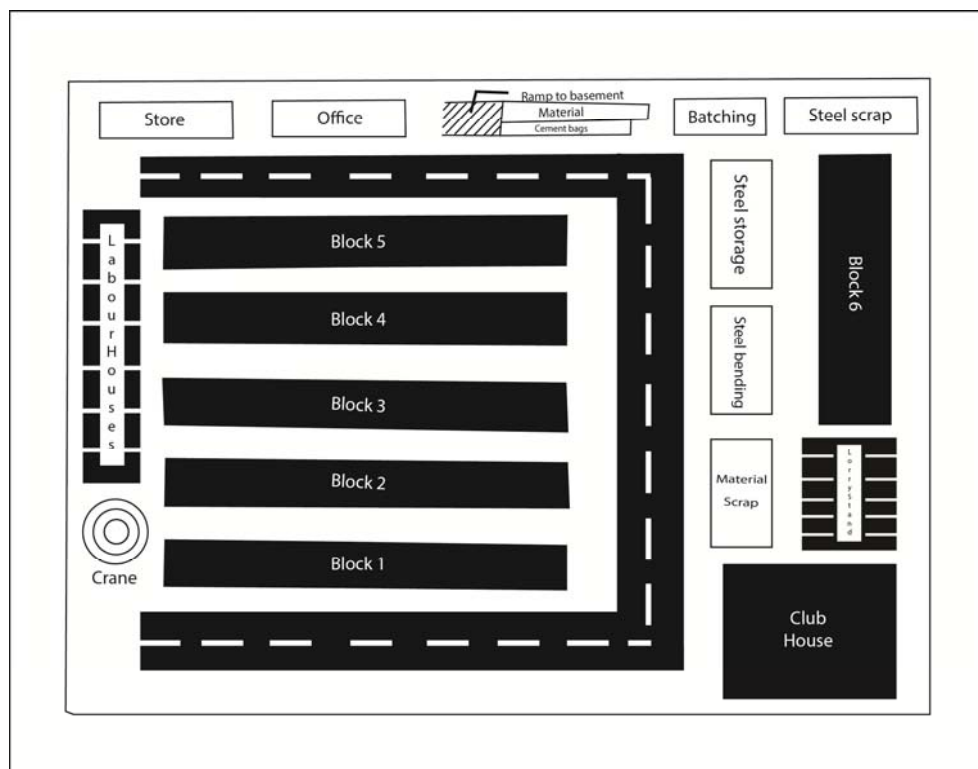 Store
Office
Ramp to basement
Material
Cement bags
Batching
Steel scrap
Labour Houses
Block 5
Block 4
Block 3
Block 2
Block 1
Crane
Steel storage
Steel bending
Material
Scrap
Block 6
Lorry Stand
Club
House